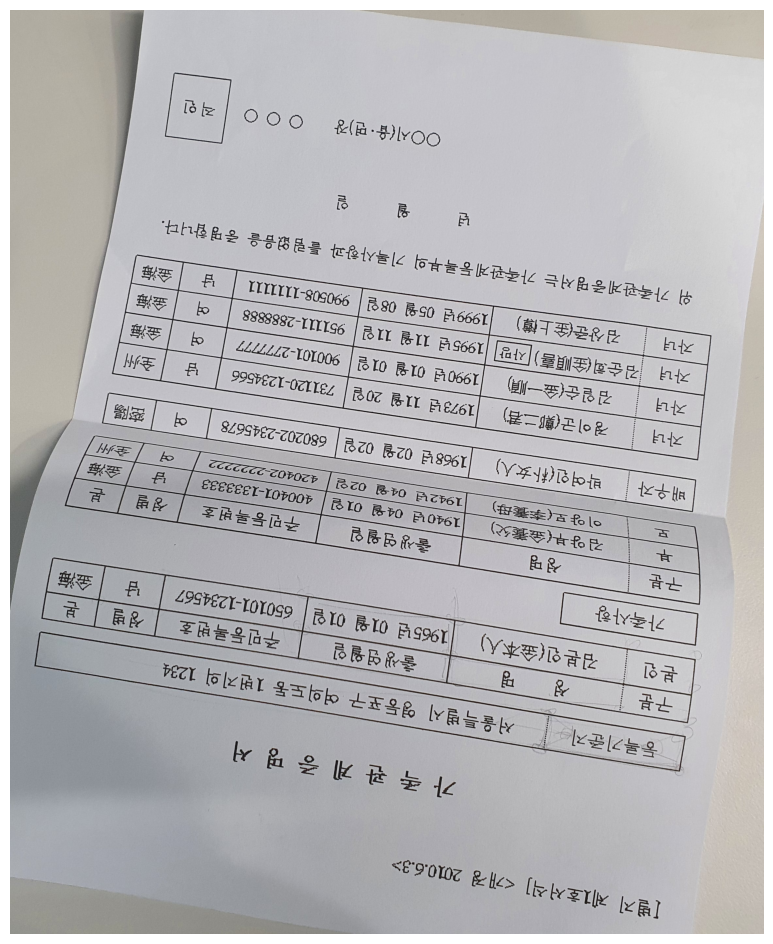 [별지 제1호서식] <개정 2010.6.3>
가 족 관 계 증 명 서
등록기준지 서울특별시 영등포구 여의도동 1번지의 1234
구분 성 명 출생연월일 주민등록번호 성별 본
본인 김본인(金本人) 1965년 01월 01일 650101-1234567 남 金海
가족사항
구분 성 명 출생연월일 주민등록번호 성별 본
부 김양부(金養父) 1940년 04월 01일 400401-1333333 남 金海
모 이양모(李養母) 1942년 04월 02일 420402-2222222 여 全州
배우자 박여인(朴女人) 1968년 02월 02일 680202-2345678 여 密陽
자녀 정이군(鄭二君) 1973년 11월 20일 731120-1234566 남 全州
자녀 김일순(金一順) 1990년 01월 01일 900101-2777777 여 金海
자녀 김순희(金順喜) 사망 1995년 11월 11일 951111-2888888 여 金海
자녀 김상준(金上樽) 1999년 05월 08일 990508-1111111 남 金海
위 가족관계증명서는 가족관계등록부의 기록사항과 틀림없음을 증명합니다.
년 월 일
○○시(읍·면)장 ○ ○ ○ 직인